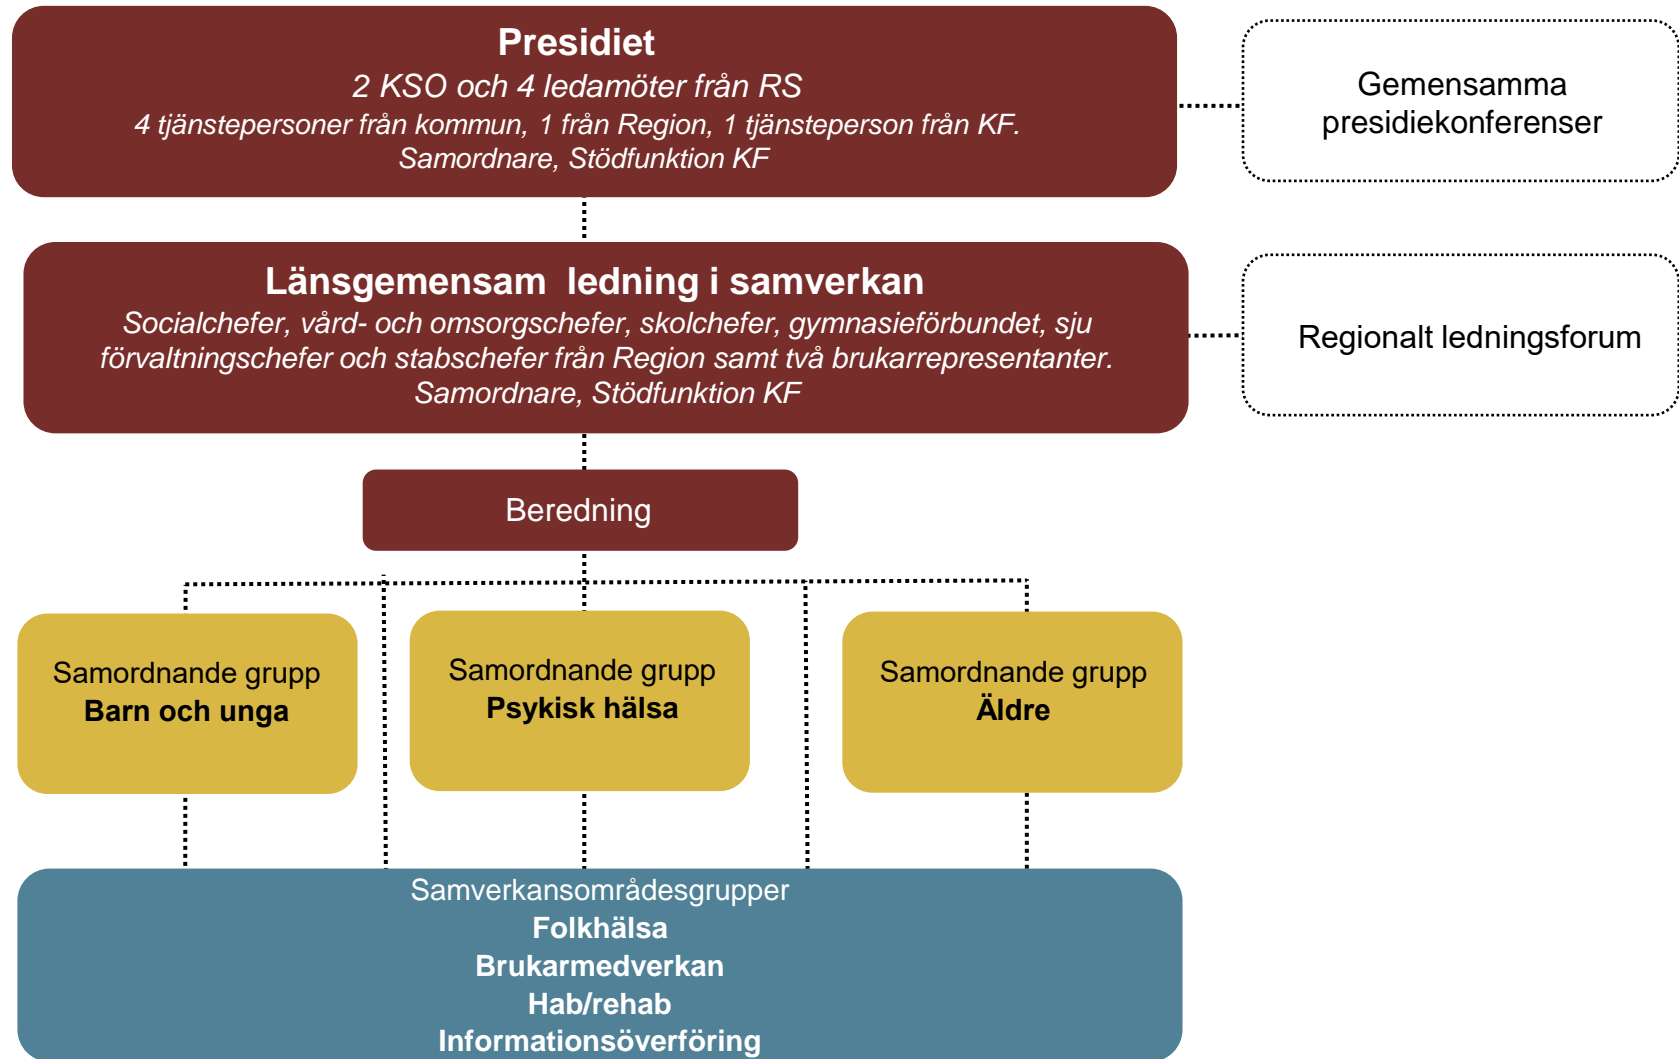 Presidiet
2 KSO och 4 ledamöter från RS
4 tjänstepersoner från kommun, 1 från Region, 1 tjänsteperson från KF.
Samordnare, Stödfunktion KF
Gemensamma
presidiekonferenser
Länsgemensam ledning i samverkan
Socialchefer, vård- och omsorgschefer, skolchefer, gymnasieförbundet, sju
förvaltningschefer och stabschefer från Region samt två brukarrepresentanter.
Samordnare, Stödfunktion KF
Regionalt ledningsforum
Beredning
Samordnande grupp
Barn och unga
Samordnande grupp
Psykisk hälsa
Samordnande grupp
Äldre
Samverkansområdesgrupper
Folkhälsa
Brukarmedverkan
Hab/rehab
Informationsöverföring